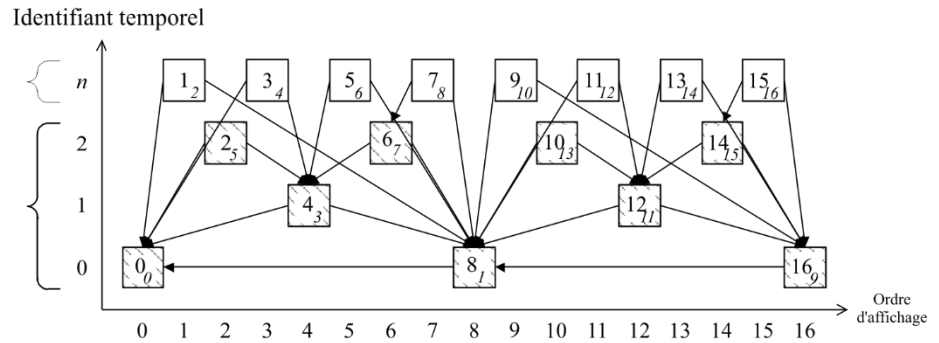 Identifiant temporel
n 1 2 3 4 5 6 7 8 9 10 11 12 13 14 15 16
2 2 5 6 7 10 13 14 15
1 4 3 12 11
0 0 0 8 1 16 9
0 1 2 3 4 5 6 7 8 9 10 11 12 13 14 15 16
Ordre
d'affichage